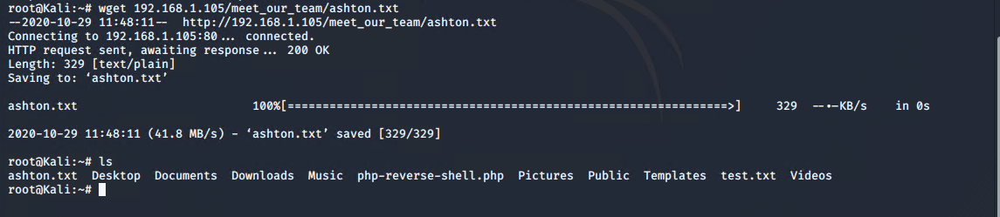 root@Kali:~# wget 192.168.1.105/meet_our_team/ashton.txt
--2020-10-29 11:48:11--  http://192.168.1.105/meet_our_team/ashton.txt
Connecting to 192.168.1.105:80... connected.
HTTP request sent, awaiting response... 200 OK
Length: 329 [text/plain]
Saving to: ‘ashton.txt’
ashton.txt 100%[===============================================================>] 329 --.-KB/s in 0s
2020-10-29 11:48:11 (41.8 MB/s) - ‘ashton.txt’ saved [329/329]
root@Kali:~# ls
ashton.txt  Desktop  Documents  Downloads  Music  php-reverse-shell.php  Pictures  Public  Templates  test.txt  Videos
root@Kali:~#